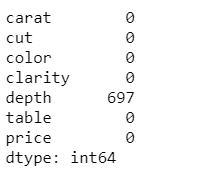 carat 0
cut 0
color 0
clarity 0
depth 697
table 0
price 0
dtype: int64